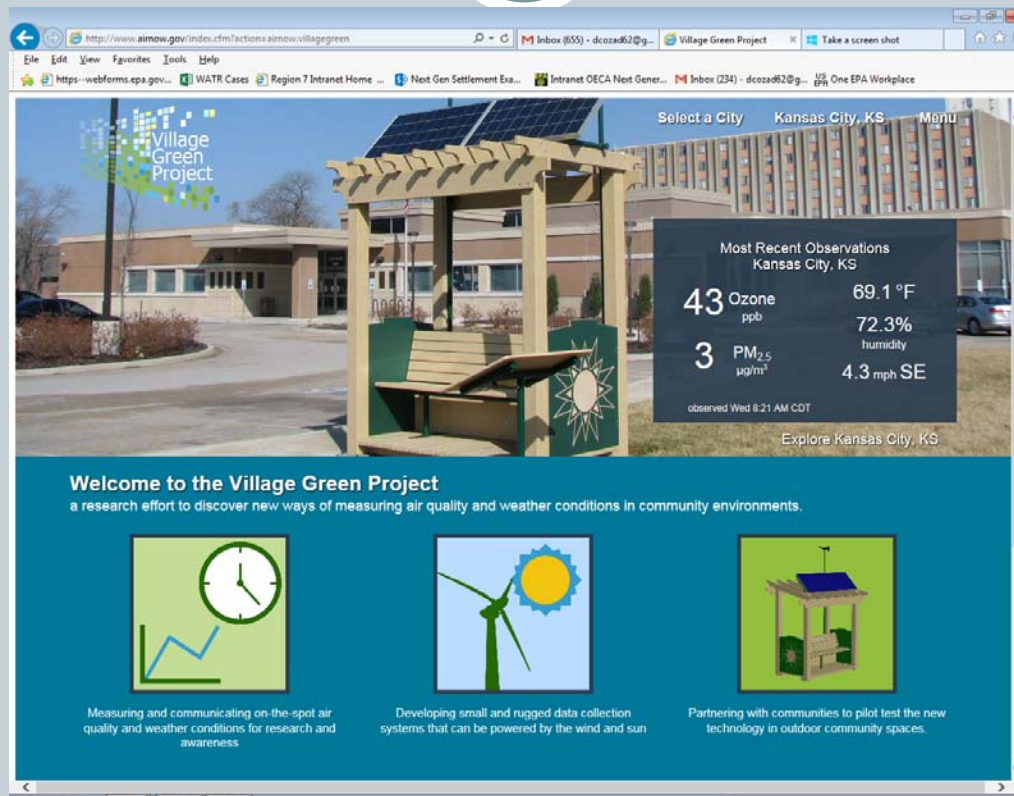 http://www.airnow.gov/index.cfm?action=airnow.villagegreen
Inbox (655) - dcozad62@g...
Village Green Project
Take a screen shot
File Edit View Favorites Tools Help
https--webforms.epa.gov...
WATR Cases
Region 7 Intranet Home ...
Next Gen Settlement Exa...
Intranet OECA Next Gener...
Inbox (234) - dcozad62@g...
One EPA Workplace
Village
Green
Project
Select a City Kansas City, KS Menu
Most Recent Observations
Kansas City, KS
43 Ozone
ppb
3 PM2.5
µg/m³
69.1 °F
72.3%
humidity
4.3 mph SE
observed Wed 8:21 AM CDT
Explore Kansas City, KS
Welcome to the Village Green Project
a research effort to discover new ways of measuring air quality and weather conditions in community environments.
Measuring and communicating on-the-spot air
quality and weather conditions for research and
awareness
Developing small and rugged data collection
systems that can be powered by the wind and sun
Partnering with communities to pilot test the new
technology in outdoor community spaces.